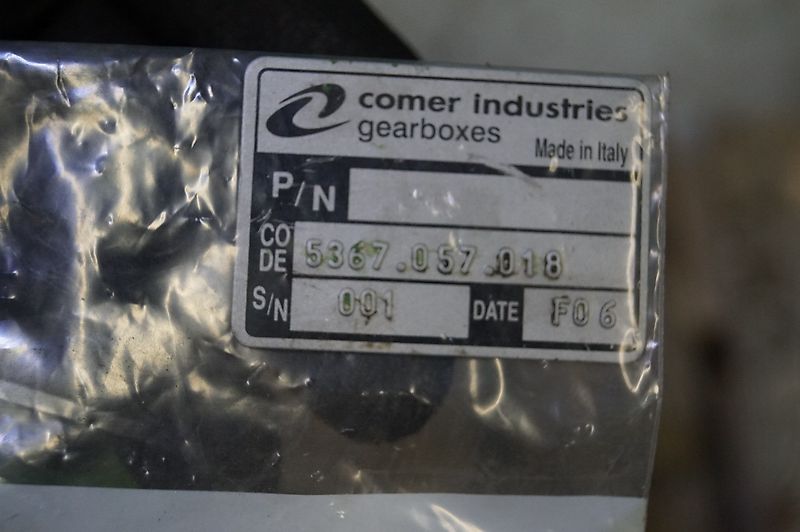 comer industries
gearboxes
Made in Italy
P/N
CODE 5367.057.018
S/N 001 DATE F06